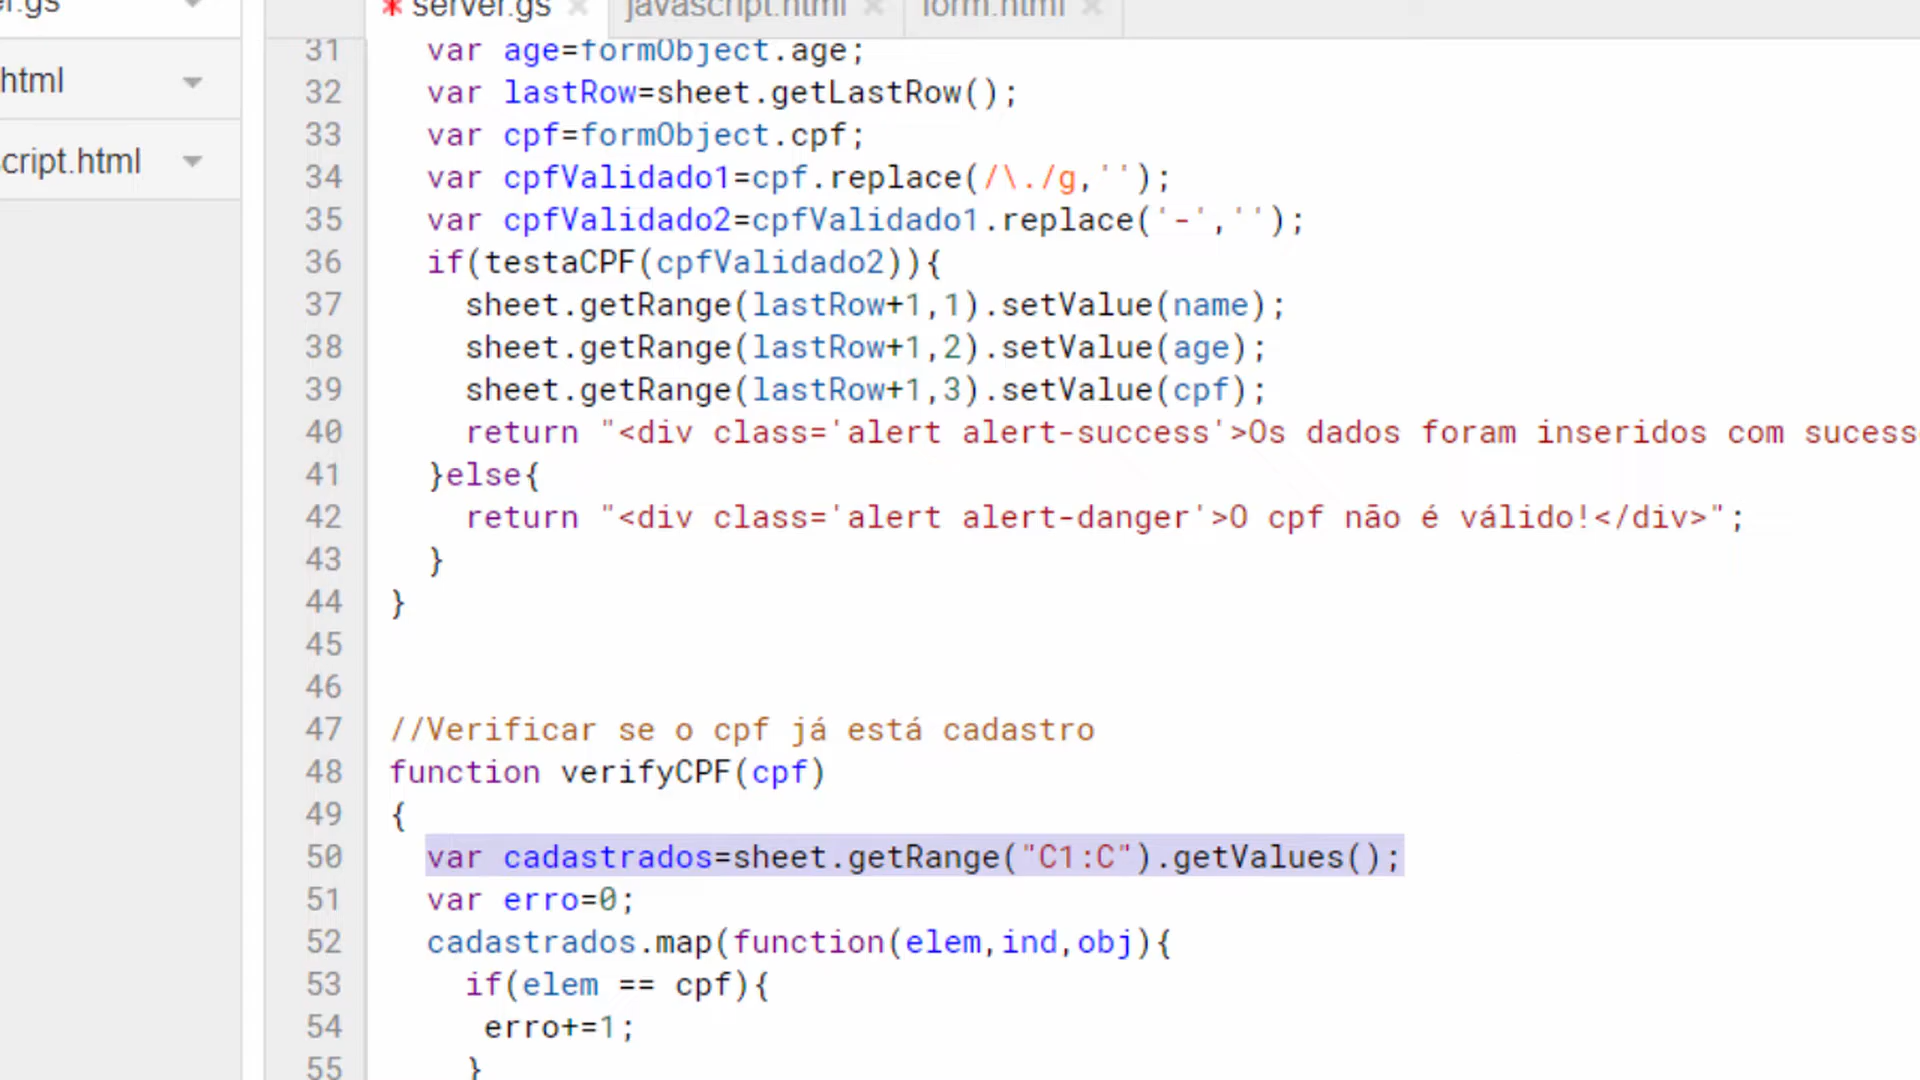 server.gs
javascript.html
form.html
html
cript.html
31 var age=formObject.age;
32 var lastRow=sheet.getLastRow();
33 var cpf=formObject.cpf;
34 var cpfValidado1=cpf.replace(/\./g,'');
35 var cpfValidado2=cpfValidado1.replace('-','');
36 if(testaCPF(cpfValidado2)){
37 sheet.getRange(lastRow+1,1).setValue(name);
38 sheet.getRange(lastRow+1,2).setValue(age);
39 sheet.getRange(lastRow+1,3).setValue(cpf);
40 return "<div class='alert alert-success'>Os dados foram inseridos com sucess
41 }else{
42 return "<div class='alert alert-danger'>O cpf não é válido!</div>";
43 }
44 }
45
46
47 //Verificar se o cpf já está cadastro
48 function verifyCPF(cpf)
49 {
50 var cadastrados=sheet.getRange("C1:C").getValues();
51 var erro=0;
52 cadastrados.map(function(elem,ind,obj){
53 if(elem == cpf){
54 erro+=1;
55 }